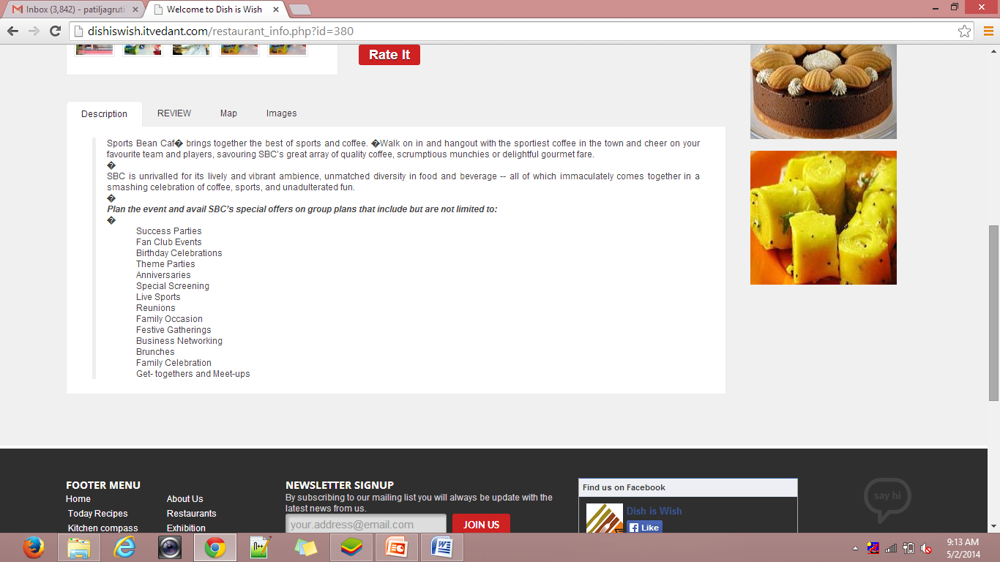 Inbox (3,842) - patiljagruti
Welcome to Dish is Wish
dishiswish.itvedant.com/restaurant_info.php?id=380
Rate It
Description REVIEW Map Images
Sports Bean Caf� brings together the best of sports and coffee. �Walk on in and hangout with the sportiest coffee in the town and cheer on your
favourite team and players, savouring SBC's great array of quality coffee, scrumptious munchies or delightful gourmet fare.
�
SBC is unrivalled for its lively and vibrant ambience, unmatched diversity in food and beverage -- all of which immaculately comes together in a
smashing celebration of coffee, sports, and unadulterated fun.
�
Plan the event and avail SBC's special offers on group plans that include but are not limited to:
�
Success Parties
Fan Club Events
Birthday Celebrations
Theme Parties
Anniversaries
Special Screening
Live Sports
Reunions
Family Occasion
Festive Gatherings
Business Networking
Brunches
Family Celebration
Get- togethers and Meet-ups
FOOTER MENU
Home About Us
Today Recipes Restaurants
Kitchen compass Exhibition
NEWSLETTER SIGNUP
By subscribing to our mailing list you will always be update with the
latest news from us.
your.address@email.com JOIN US
Find us on Facebook
Dish is Wish
Like
say hi
9:13 AM
5/2/2014